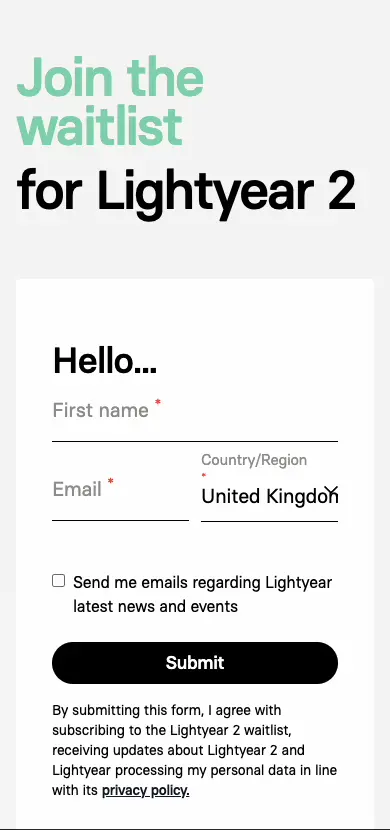 Join the
waitlist
for Lightyear 2
Hello...
First name *
Email *
Country/Region
*
United Kingdom
Send me emails regarding Lightyear
latest news and events
Submit
By submitting this form, I agree with
subscribing to the Lightyear 2 waitlist,
receiving updates about Lightyear 2 and
Lightyear processing my personal data in line
with its privacy policy.